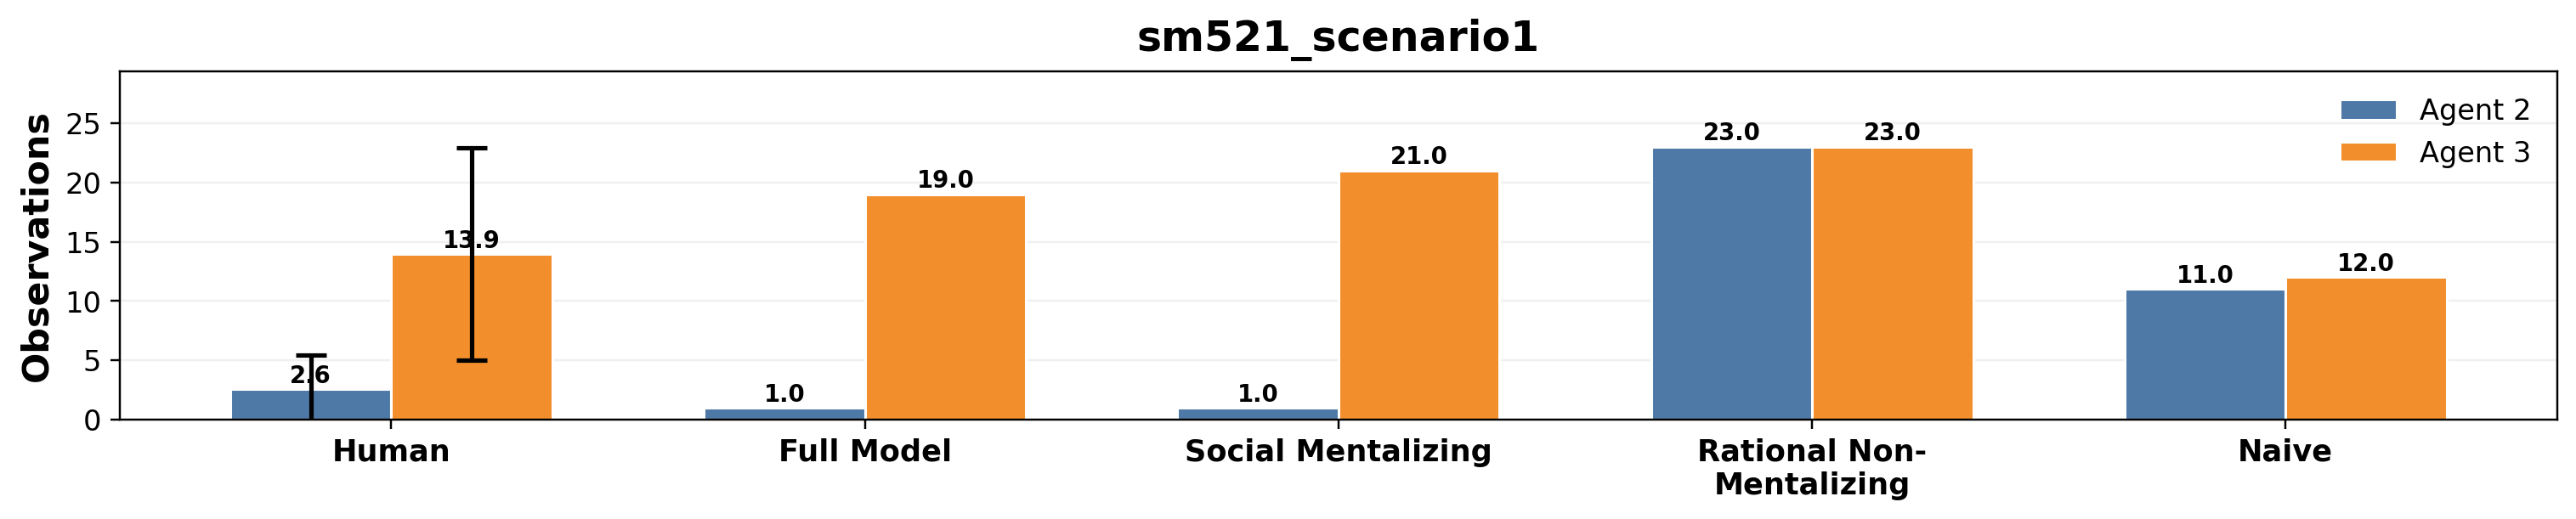 sm521_scenario1
Observations
25
20
15
10
5
0
2.6
13.9
1.0
19.0
1.0
21.0
23.0
23.0
11.0
12.0
Agent 2
Agent 3
Human
Full Model
Social Mentalizing
Rational Non-
Mentalizing
Naive